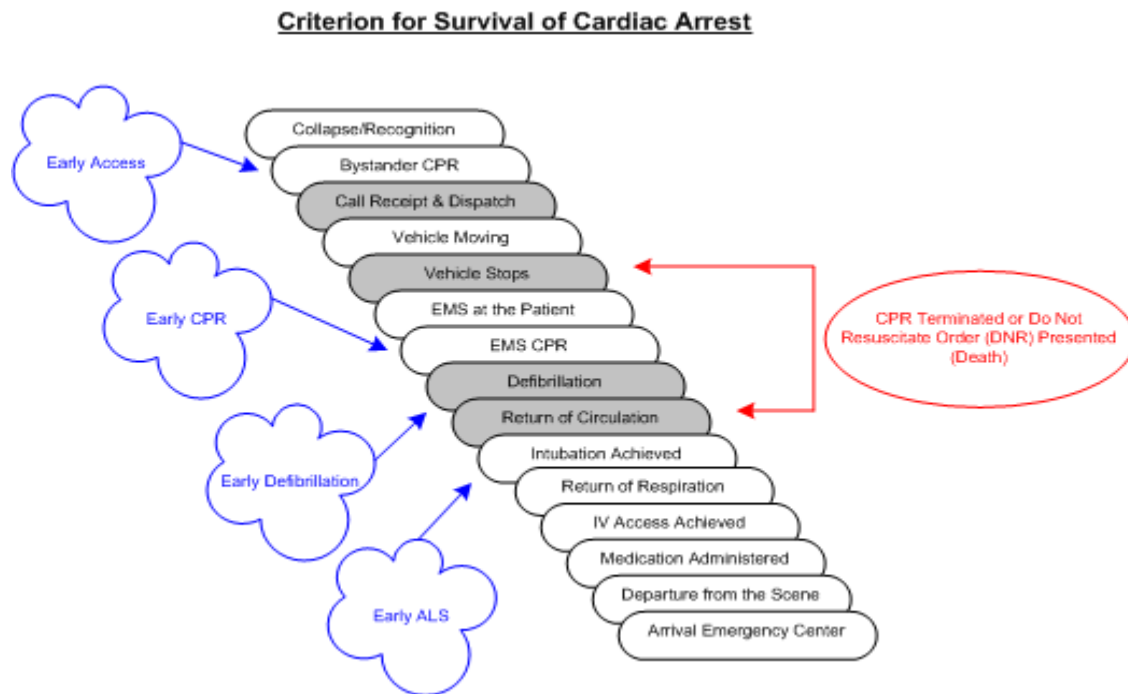 Criterion for Survival of Cardiac Arrest
Collapse/Recognition
Early Access
Bystander CPR
Call Receipt & Dispatch
Vehicle Moving
Vehicle Stops
EMS at the Patient
Early CPR
CPR Terminated or Do Not
Resuscitate Order (DNR) Presented
(Death)
EMS CPR
Defibrillation
Return of Circulation
Intubation Achieved
Early Defibrillation
Return of Respiration
IV Access Achieved
Medication Administered
Departure from the Scene
Early ALS
Arrival Emergency Center